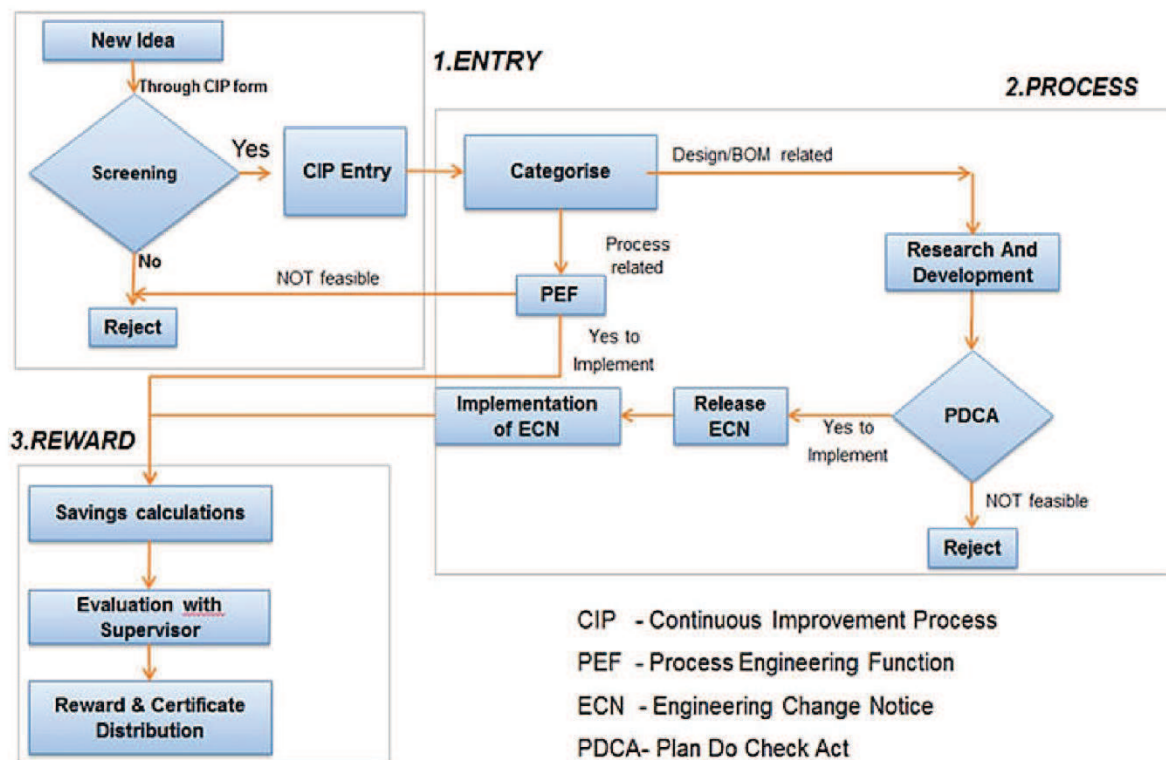 New Idea
1.ENTRY
Through CIP form
Screening
Yes
CIP Entry
No
Reject
2.PROCESS
Categorise
Design/BOM related
Process
related
NOT feasible
PEF
Yes to
Implement
Research And
Development
PDCA
Yes to
Implement
Release
ECN
Implementation
of ECN
NOT feasible
Reject
3.REWARD
Savings calculations
Evaluation with
Supervisor
Reward & Certificate
Distribution
CIP - Continuous Improvement Process
PEF - Process Engineering Function
ECN - Engineering Change Notice
PDCA- Plan Do Check Act